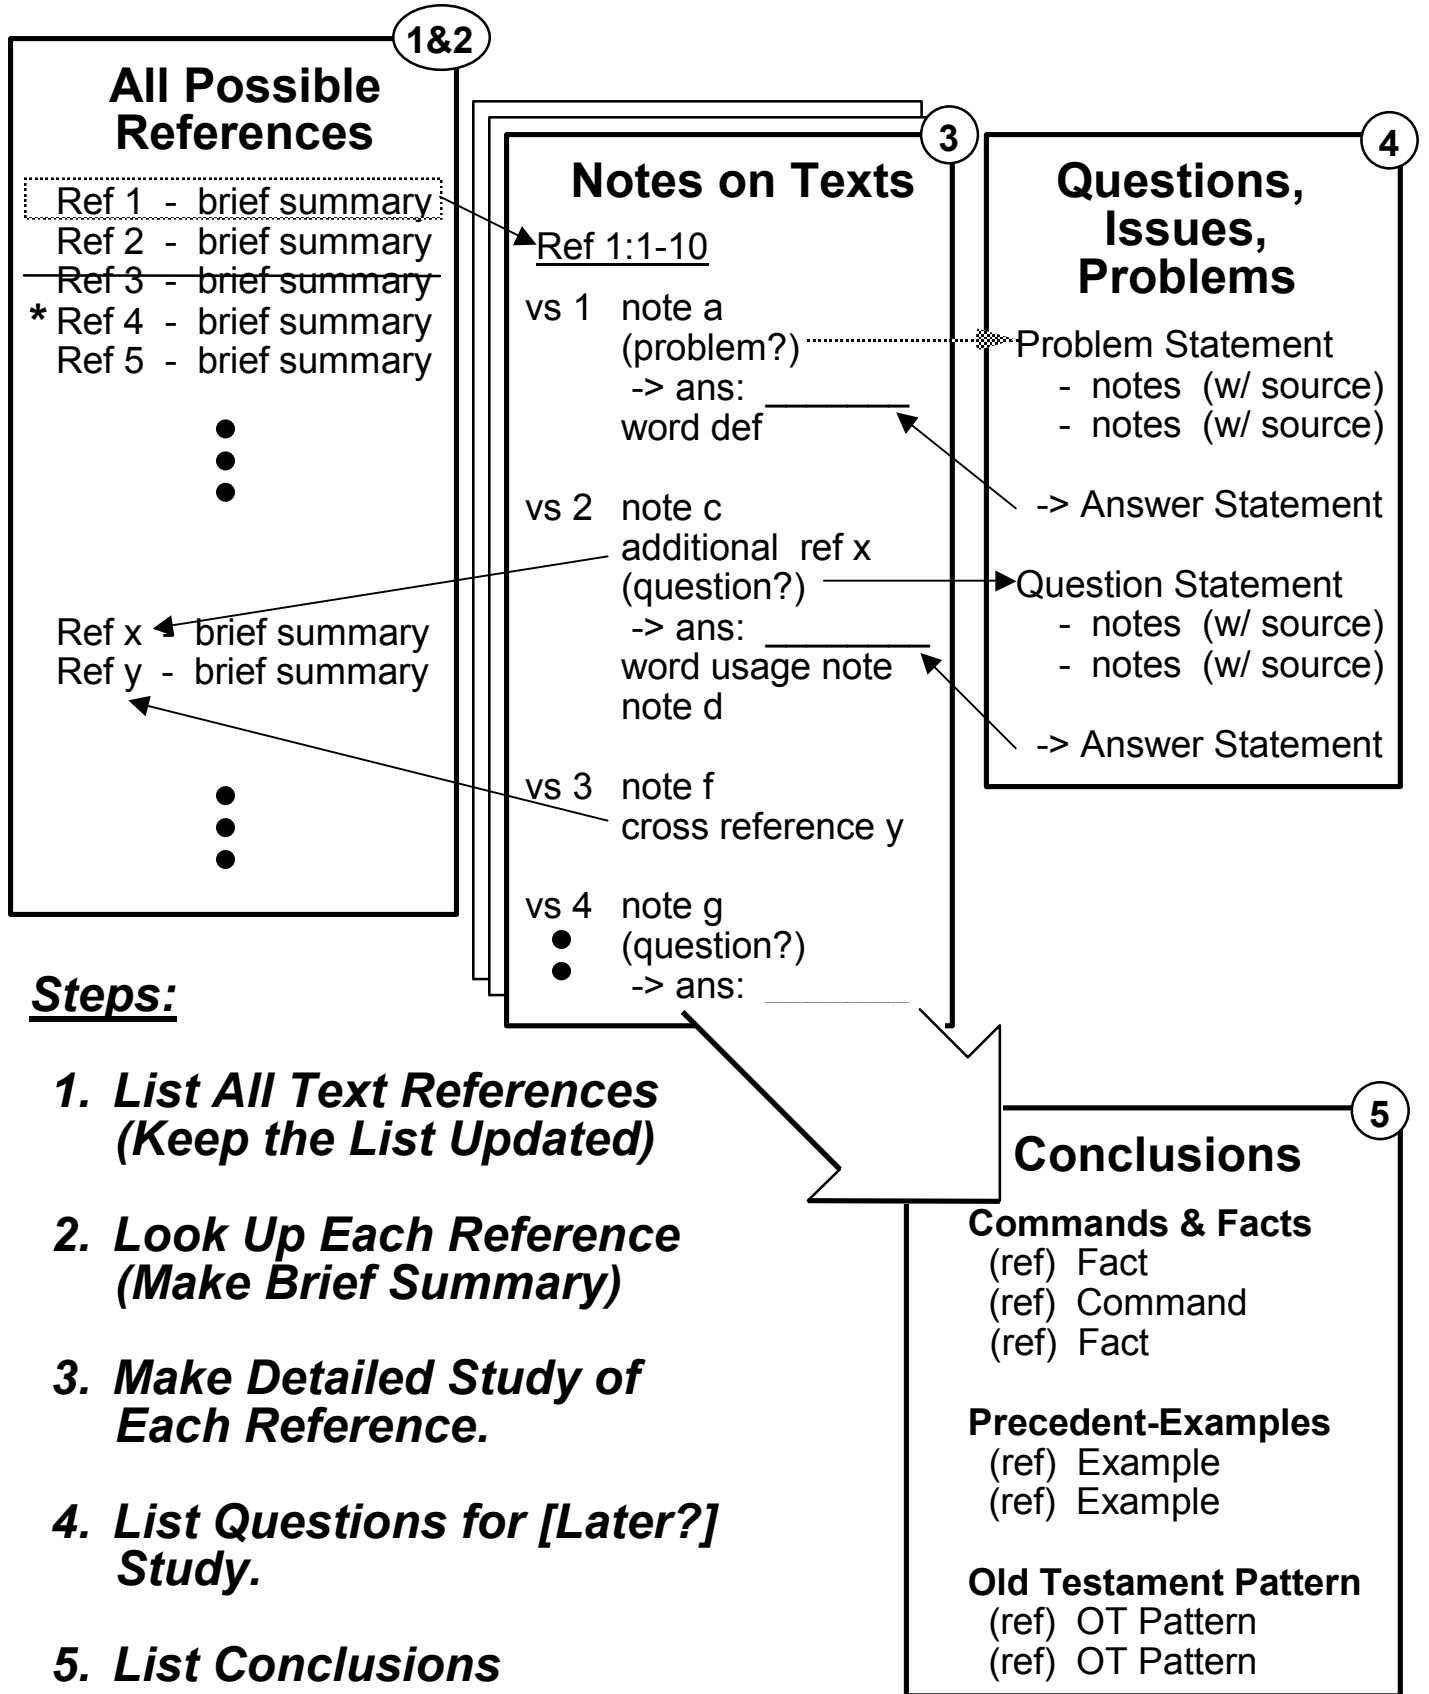 1&2
All Possible
References
Ref 1 - brief summary
Ref 2 - brief summary
Ref 3 - brief summary
* Ref 4 - brief summary
Ref 5 - brief summary
Ref x - brief summary
Ref y - brief summary
3
Notes on Texts
Ref 1:1-10
vs 1 note a
(problem?)
-> ans: _______
word def
vs 2 note c
additional ref x
(question?)
-> ans: ________
word usage note
note d
vs 3 note f
cross reference y
vs 4 note g
(question?)
-> ans: _______
4
Questions,
Issues,
Problems
Problem Statement
- notes (w/ source)
- notes (w/ source)
-> Answer Statement
Question Statement
- notes (w/ source)
- notes (w/ source)
-> Answer Statement
Steps:
1. List All Text References
(Keep the List Updated)
2. Look Up Each Reference
(Make Brief Summary)
3. Make Detailed Study of
Each Reference.
4. List Questions for [Later?]
Study.
5. List Conclusions
5
Conclusions
Commands & Facts
(ref) Fact
(ref) Command
(ref) Fact
Precedent-Examples
(ref) Example
(ref) Example
Old Testament Pattern
(ref) OT Pattern
(ref) OT Pattern